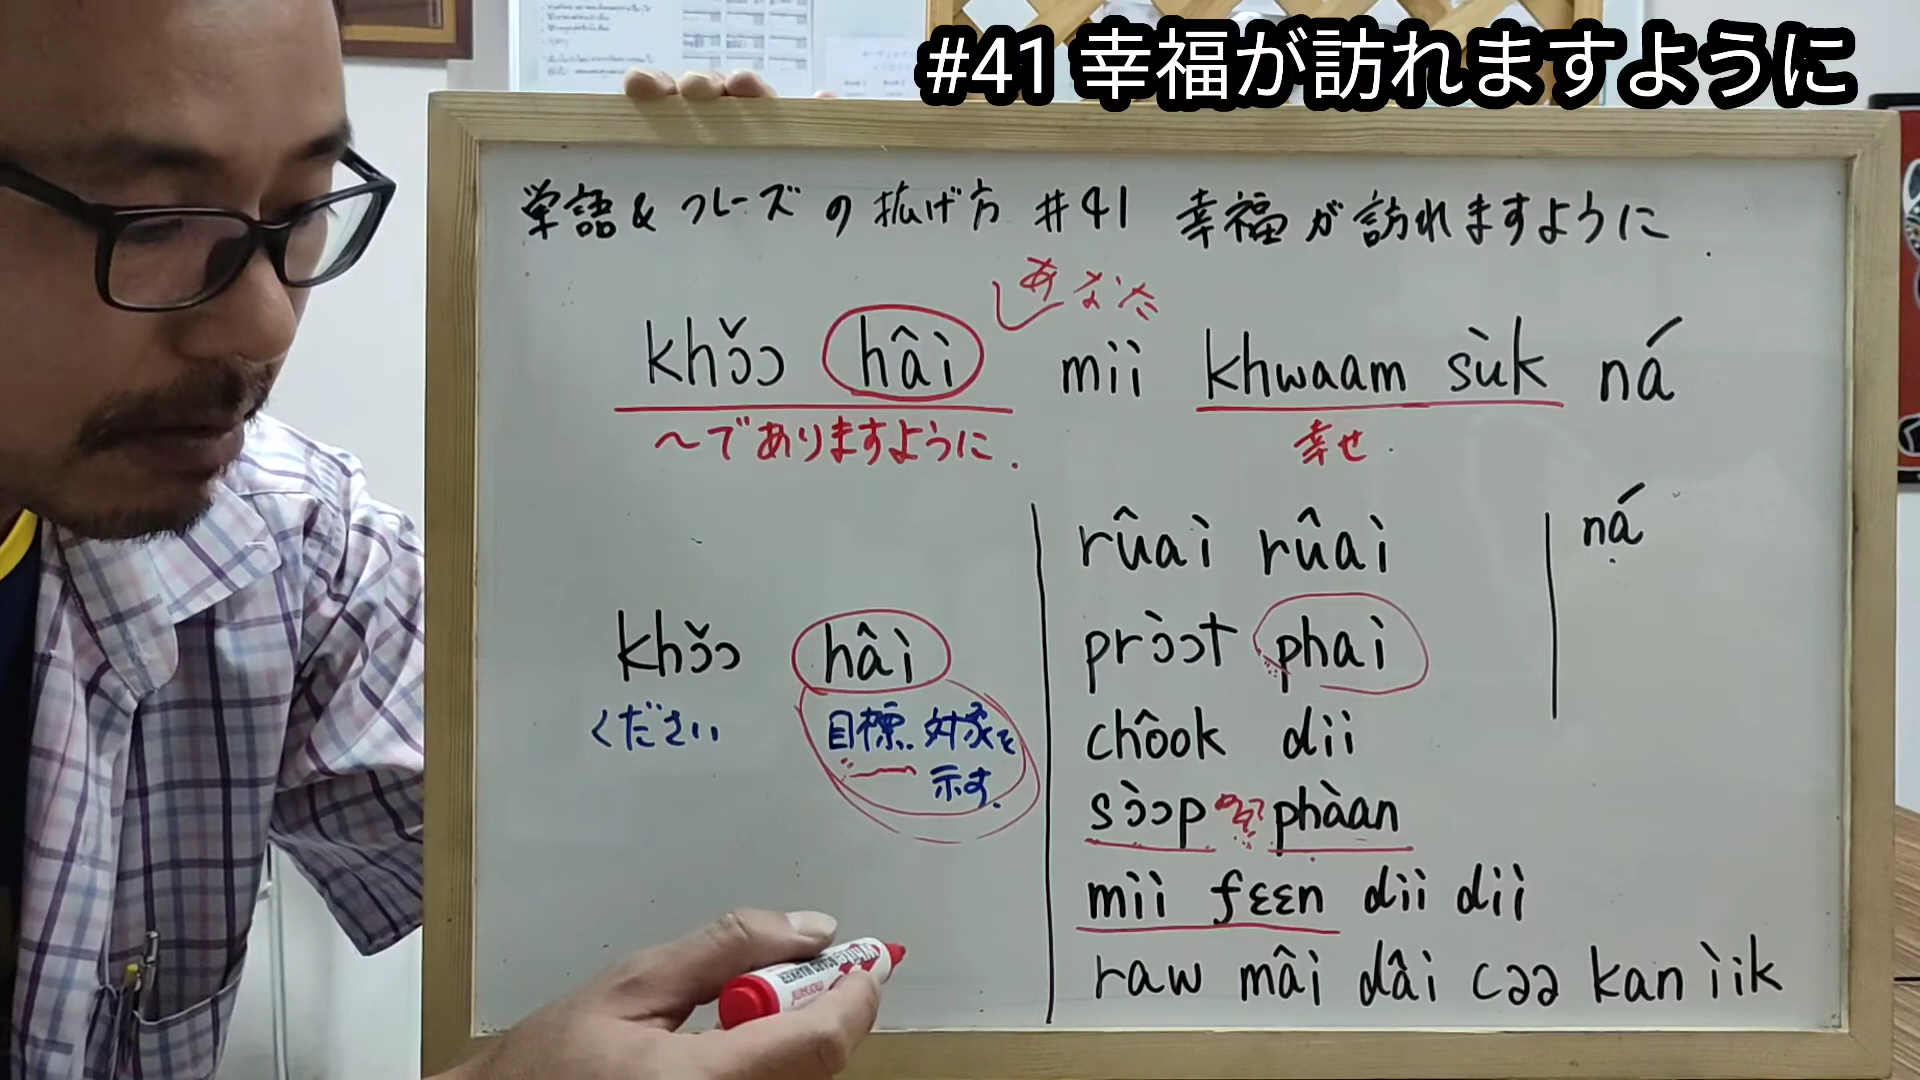 #41 幸福が訪れますように
単語 & フレーズの拡げ方 #41 幸福が訪れますように
あなた
khɔ̌ɔ hâi mii khwaam sùk ná
〜でありますように. 幸せ.
rûai rûai ná
khɔ̌ɔ hâi prɔ̀ɔt phai
ください 目標.対象を chôok dii
示す. sɔ̀ɔp phàan
mii fɛɛn dii dii
raw mâi dâi cəə kan ìik